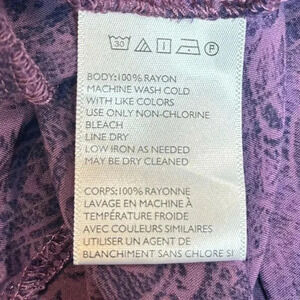 30 P
BODY: 100% RAYON
MACHINE WASH COLD
WITH LIKE COLORS
USE ONLY NON-CHLORINE
BLEACH
LINE DRY
LOW IRON AS NEEDED
MAY BE DRY CLEANED
CORPS: 100% RAYONNE
LAVAGE EN MACHINE À
TEMPÉRATURE FROIDE
AVEC COULEURS SIMILAIRES
UTILISER UN AGENT DE
BLANCHIMENT SANS CHLORE SI